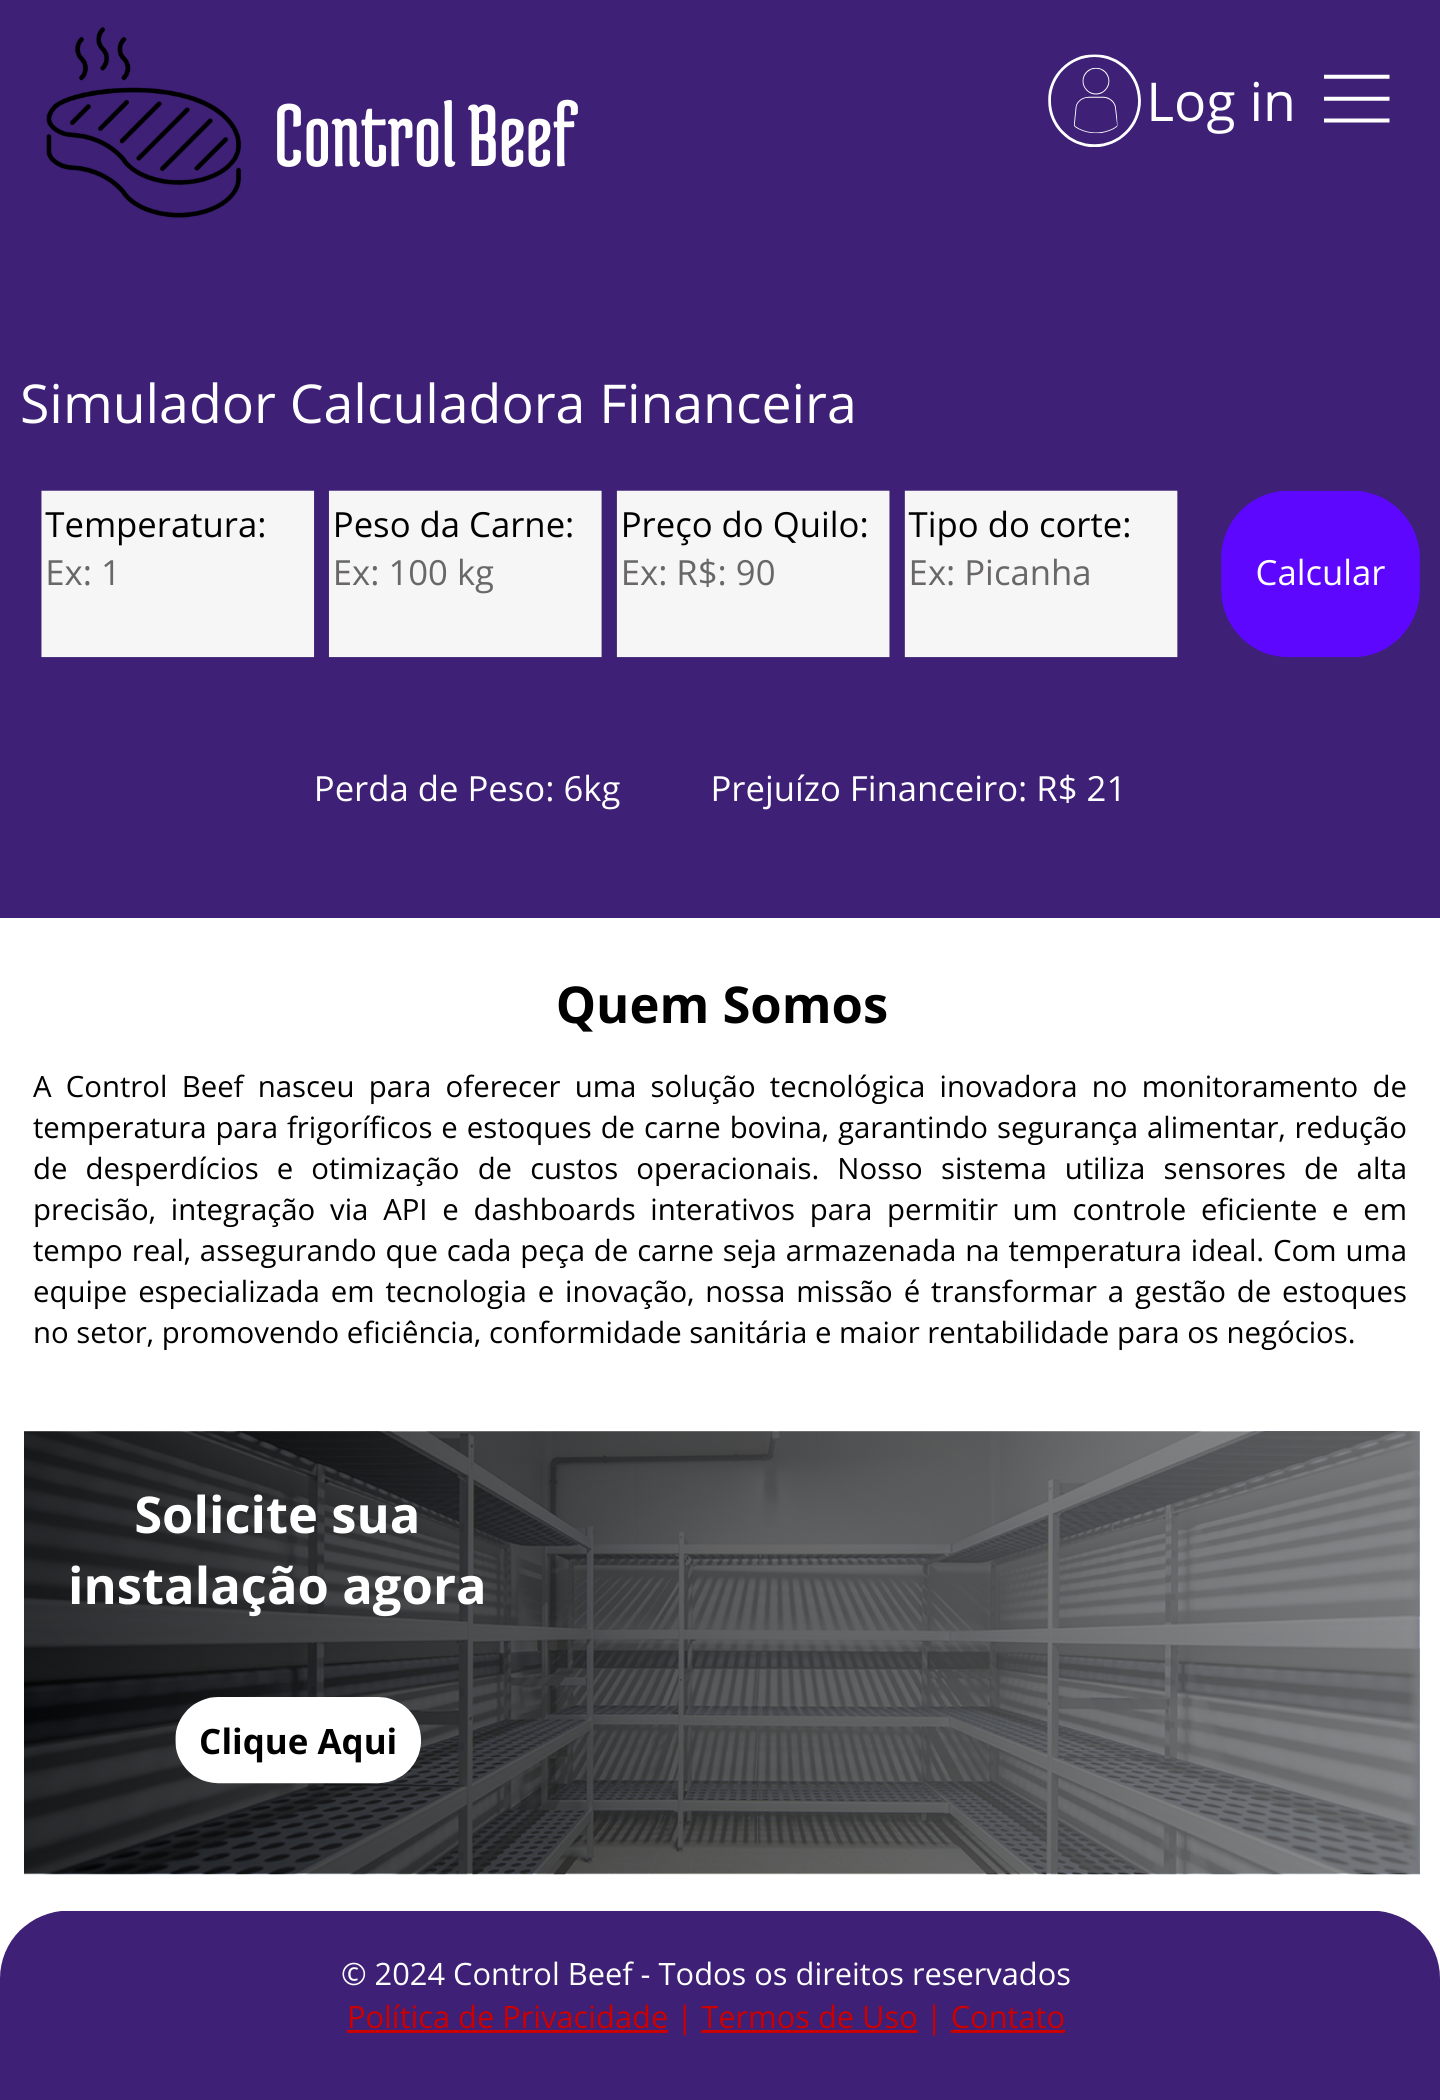 Control Beef
Log in
Simulador Calculadora Financeira
Temperatura:
Ex: 1
Peso da Carne:
Ex: 100 kg
Preço do Quilo:
Ex: R$: 90
Tipo do corte:
Ex: Picanha
Calcular
Perda de Peso: 6kg
Prejuízo Financeiro: R$ 21
Quem Somos
A Control Beef nasceu para oferecer uma solução tecnológica inovadora no monitoramento de
temperatura para frigoríficos e estoques de carne bovina, garantindo segurança alimentar, redução
de desperdícios e otimização de custos operacionais. Nosso sistema utiliza sensores de alta
precisão, integração via API e dashboards interativos para permitir um controle eficiente e em
tempo real, assegurando que cada peça de carne seja armazenada na temperatura ideal. Com uma
equipe especializada em tecnologia e inovação, nossa missão é transformar a gestão de estoques
no setor, promovendo eficiência, conformidade sanitária e maior rentabilidade para os negócios.
Solicite sua
instalação agora
Clique Aqui
© 2024 Control Beef - Todos os direitos reservados
Política de Privacidade | Termos de Uso | Contato